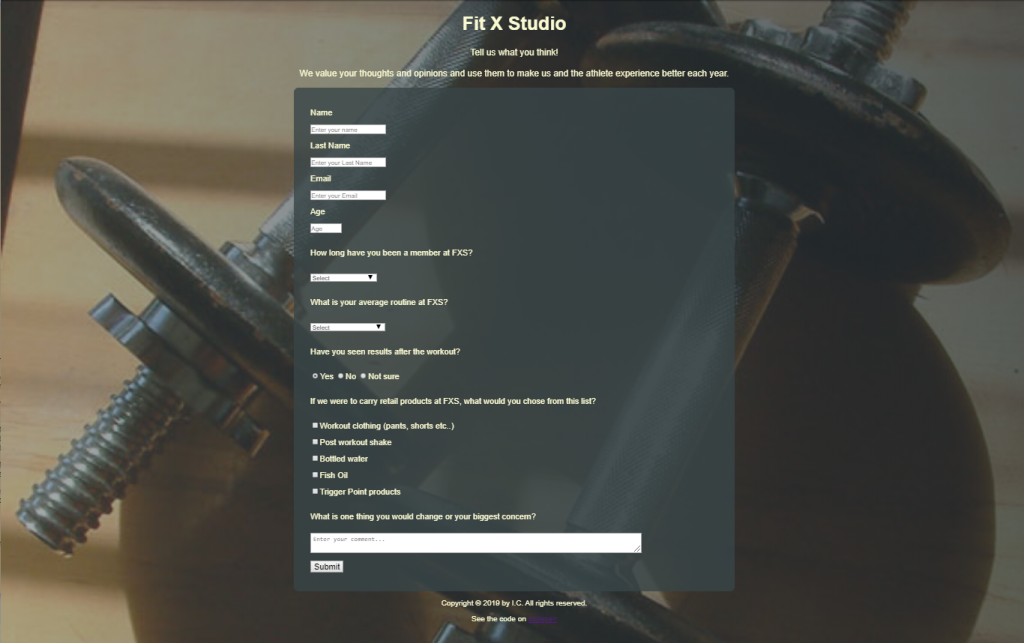 Fit X Studio
Tell us what you think!
We value your thoughts and opinions and use them to make us and the athlete experience better each year.
Name
Enter your name
Last Name
Enter your Last Name
Email
Enter your Email
Age
Age
How long have you been a member at FXS?
Select
What is your average routine at FXS?
Select
Have you seen results after the workout?
Yes No Not sure
If we were to carry retail products at FXS, what would you chose from this list?
Workout clothing (pants, shorts etc..)
Post workout shake
Bottled water
Fish Oil
Trigger Point products
What is one thing you would change or your biggest concern?
Enter your comment...
Submit
Copyright © 2019 by I.C. All rights reserved.
See the code on